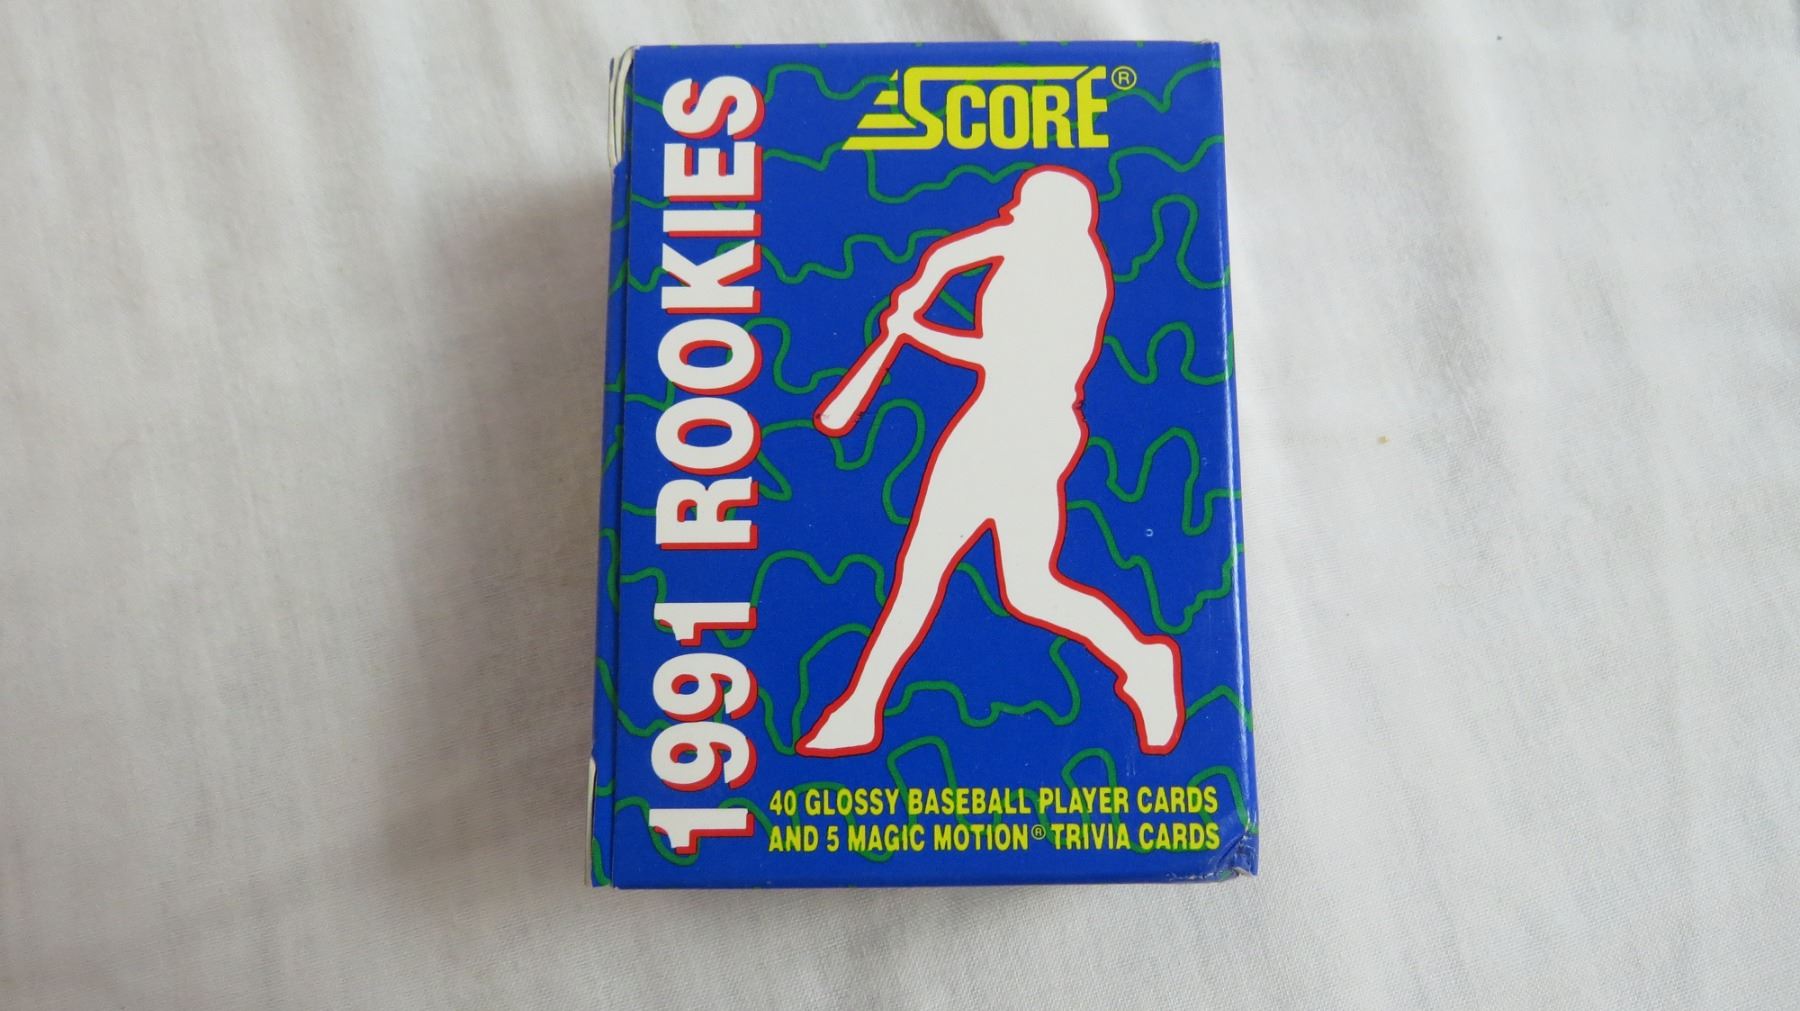 SCORE®
1991 ROOKIES
40 GLOSSY BASEBALL PLAYER CARDS
AND 5 MAGIC MOTION® TRIVIA CARDS